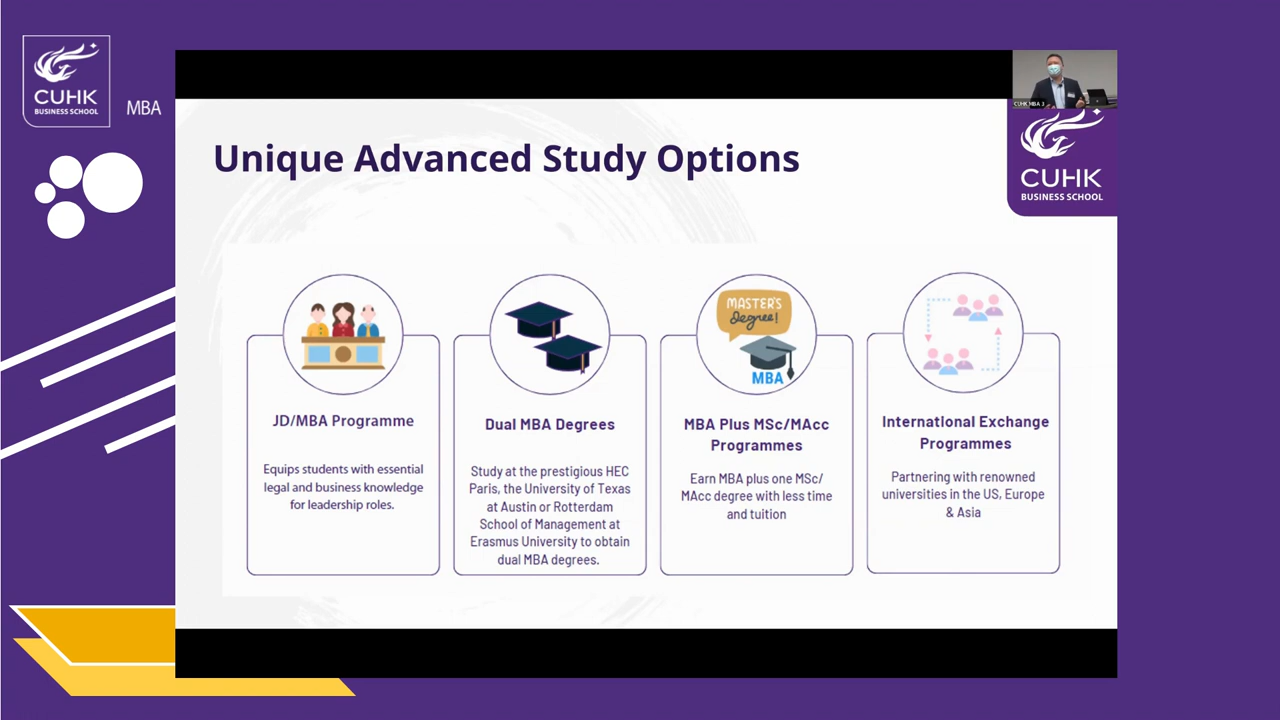 CUHK
BUSINESS SCHOOL
MBA
CUHK MBA 3
CUHK
BUSINESS SCHOOL
Unique Advanced Study Options
JD/MBA Programme
Equips students with essential
legal and business knowledge
for leadership roles.
Dual MBA Degrees
Study at the prestigious HEC
Paris, the University of Texas
at Austin or Rotterdam
School of Management at
Erasmus University to obtain
dual MBA degrees.
MASTER'S
degree!
MBA
MBA Plus MSc/MAcc
Programmes
Earn MBA plus one MSc/
MAcc degree with less time
and tuition
International Exchange
Programmes
Partnering with renowned
universities in the US, Europe
& Asia